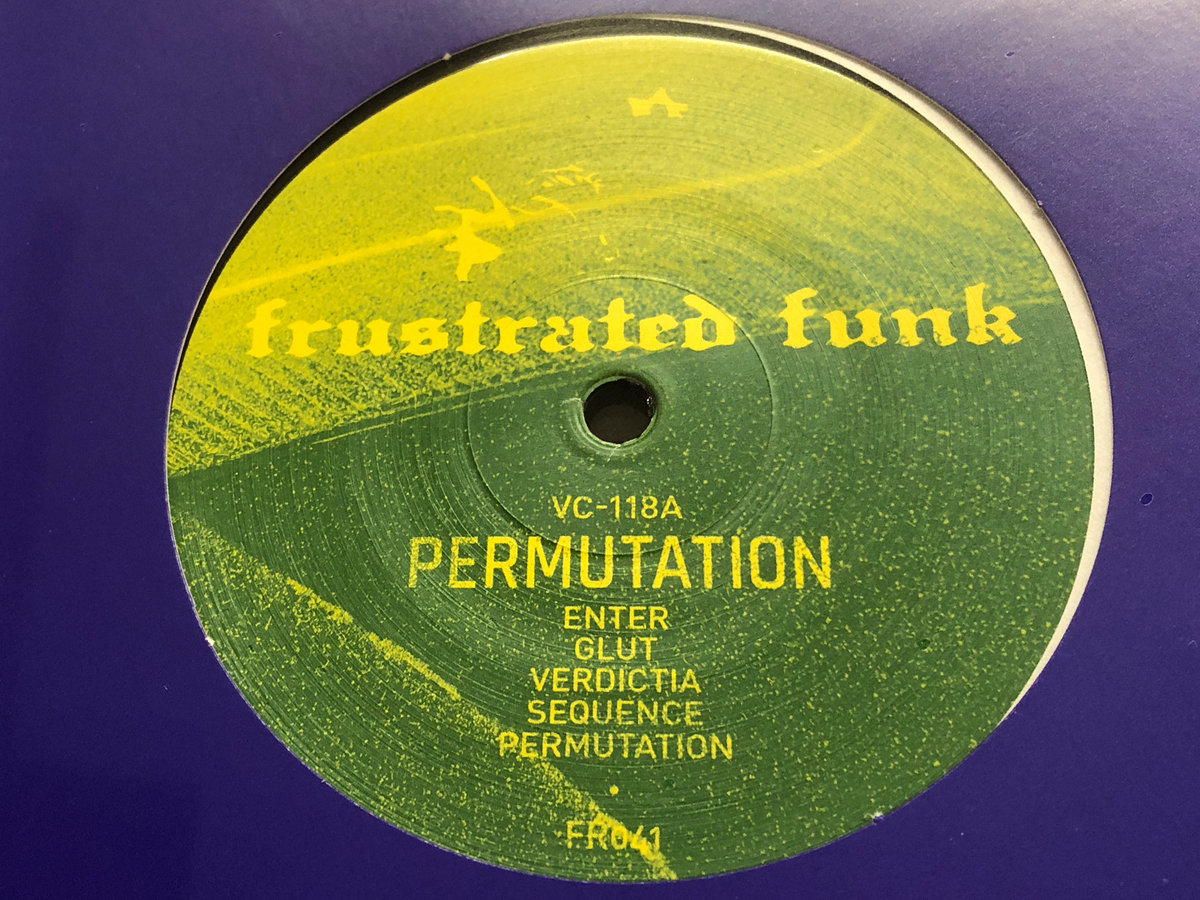 frustrated funk
VC-118A
PERMUTATION
ENTER
GLUT
VERDICTIA
SEQUENCE
PERMUTATION
FR041